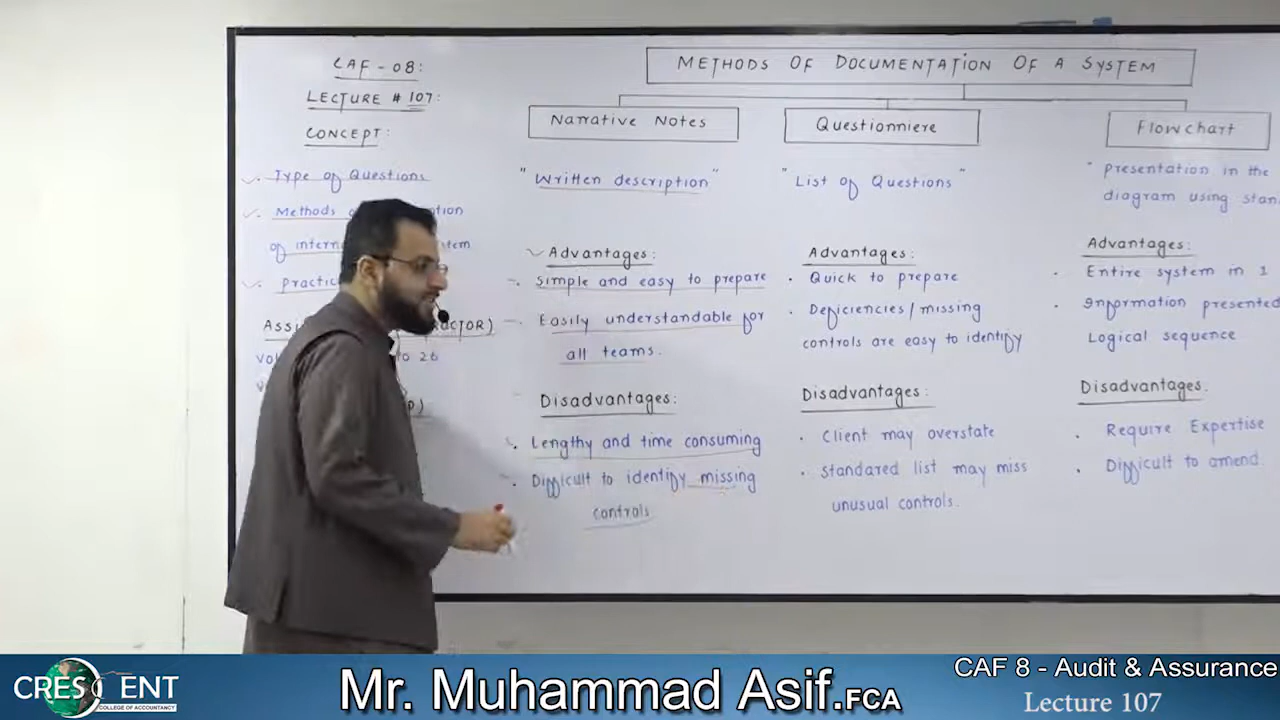 CAF - 08:
LECTURE # 107:
CONCEPT:
Type of Questions
Methods
of
Practic
26
METHODS OF DOCUMENTATION OF A SYSTEM
NARRATIVE NOTES
"Written description"
Advantages:
Simple and easy to prepare
Easily understandable for
all teams.
Disadvantages:
Lengthy and time consuming
Difficult to identify missing
controls
Questionniere
"List of Questions"
Advantages:
Quick to prepare
Deficiencies/missing
controls are easy to identify
Disadvantages:
Client may overstate
standared list may miss
unusual controls.
Flowchart
"presentation in the
diagram using stan
Advantages:
Entire system in 1
Information presented
Logical sequence
Disadvantages:
Require Expertise
Difficult to amend
CRESCENT
COLLEGE OF ACCOUNTANCY
Mr. Muhammad Asif.FCA
CAF 8 - Audit & Assurance
Lecture 107